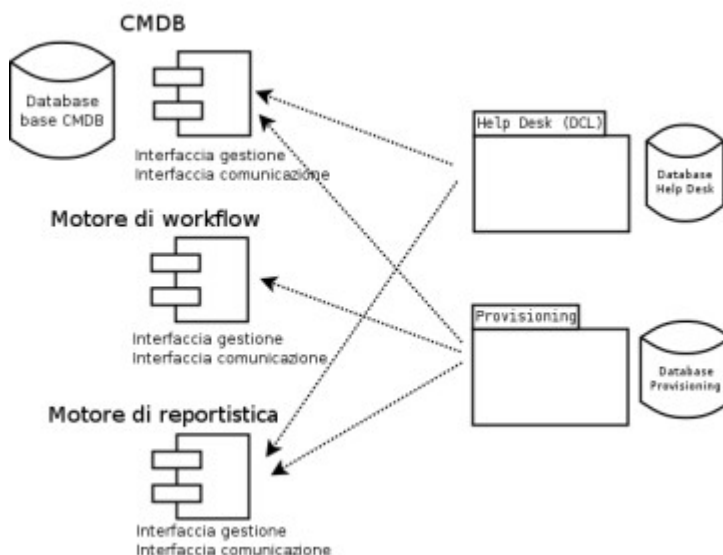 CMDB
Database
base CMDB
Interfaccia gestione
Interfaccia comunicazione
Help Desk (DCL)
Database
Help Desk
Motore di workflow
Interfaccia gestione
Interfaccia comunicazione
Provisioning
Database
Provisioning
Motore di reportistica
Interfaccia gestione
Interfaccia comunicazione